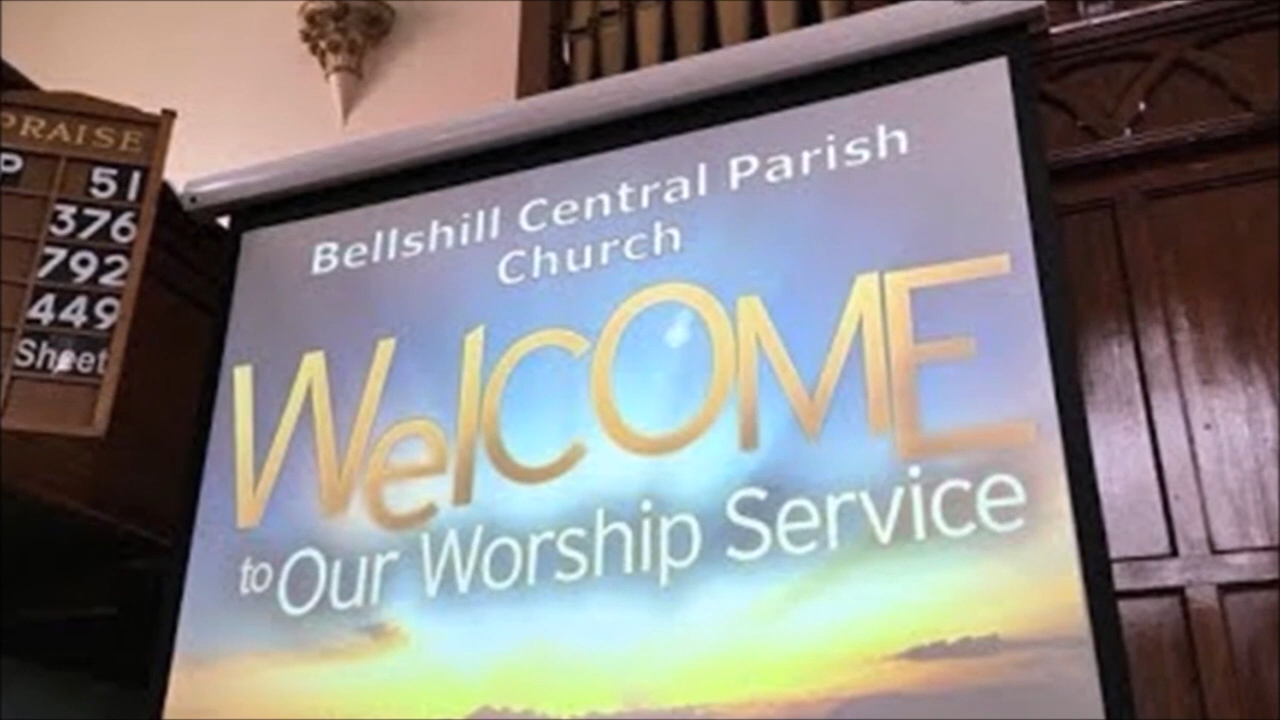 PRAISE
P 51
376
792
449
Sheet
Bellshill Central Parish
Church
WelCOME
to Our Worship Service